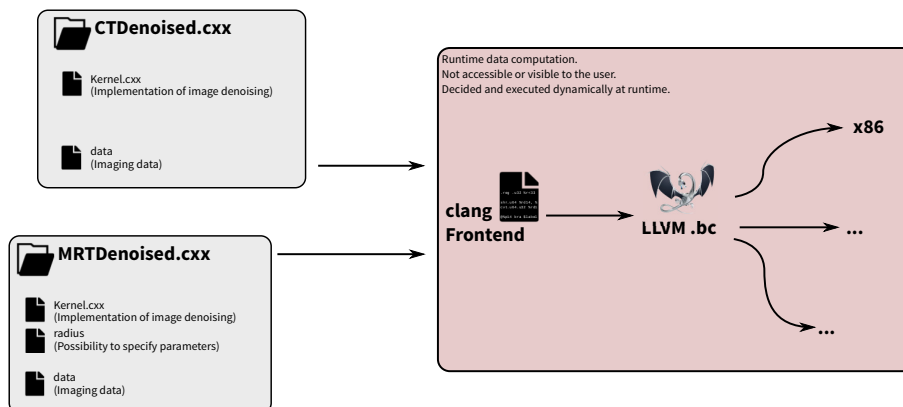 CTDenoised.cxx
Kernel.cxx
(Implementation of image denoising)
data
(Imaging data)
MRTDenoised.cxx
Kernel.cxx
(Implementation of image denoising)
radius
(Possibility to specify parameters)
data
(Imaging data)
Runtime data computation.
Not accessible or visible to the user.
Decided and executed dynamically at runtime.
clang
Frontend
LLVM .bc
x86
...
...